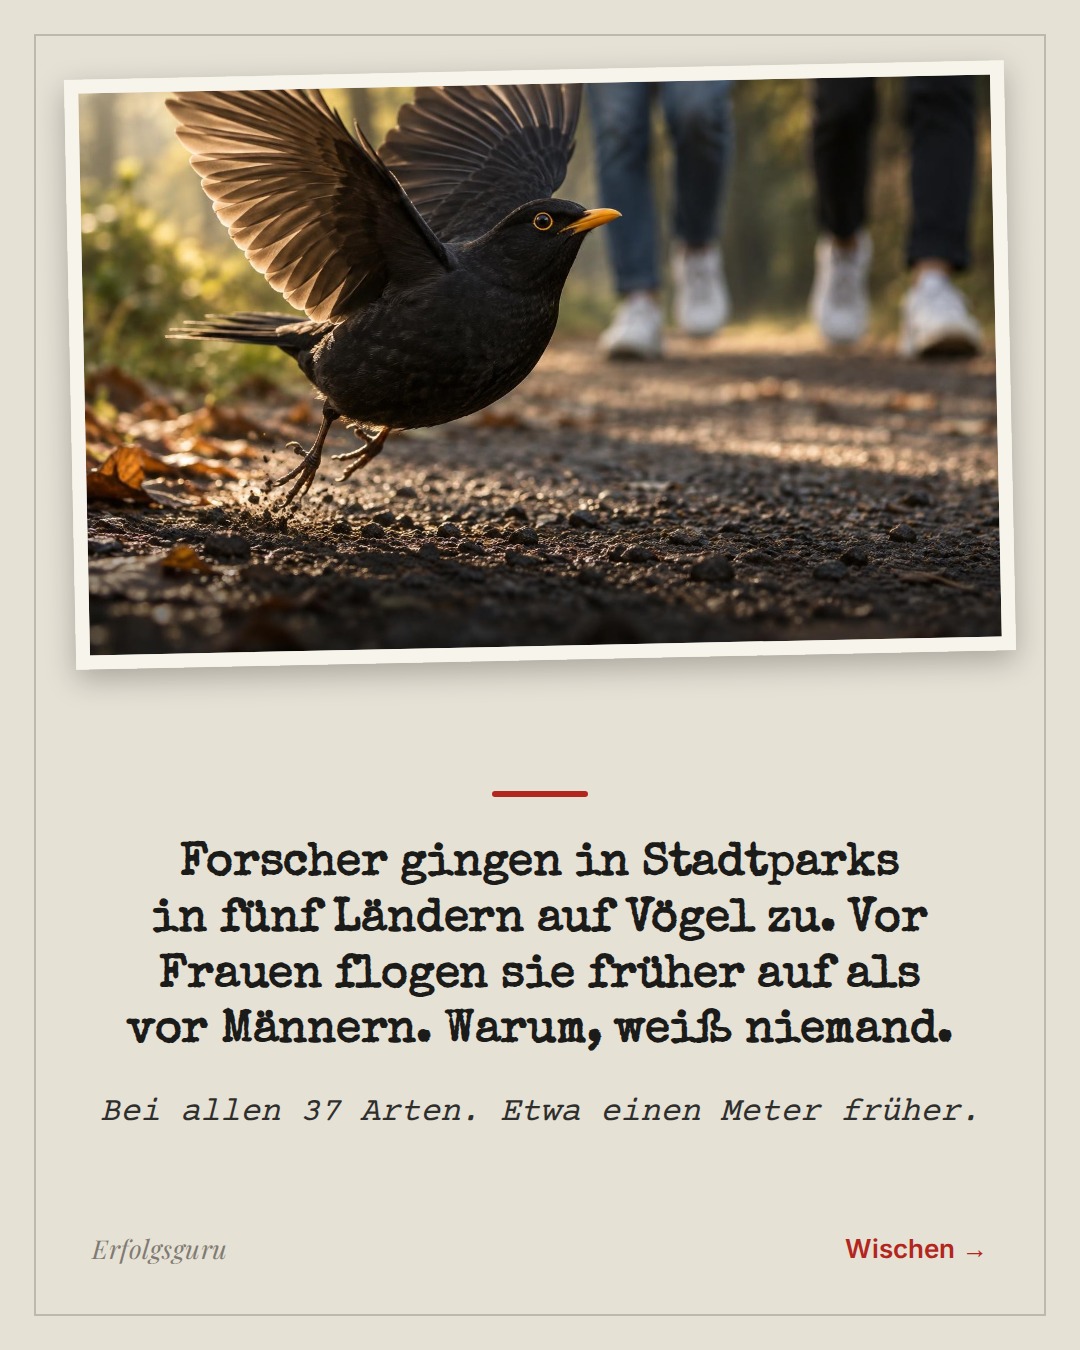 Forscher gingen in Stadtparks
in fünf Ländern auf Vögel zu. Vor
Frauen flogen sie früher auf als
vor Männern. Warum, weiß niemand.
Bei allen 37 Arten. Etwa einen Meter früher.
Erfolgsguru
Wischen →